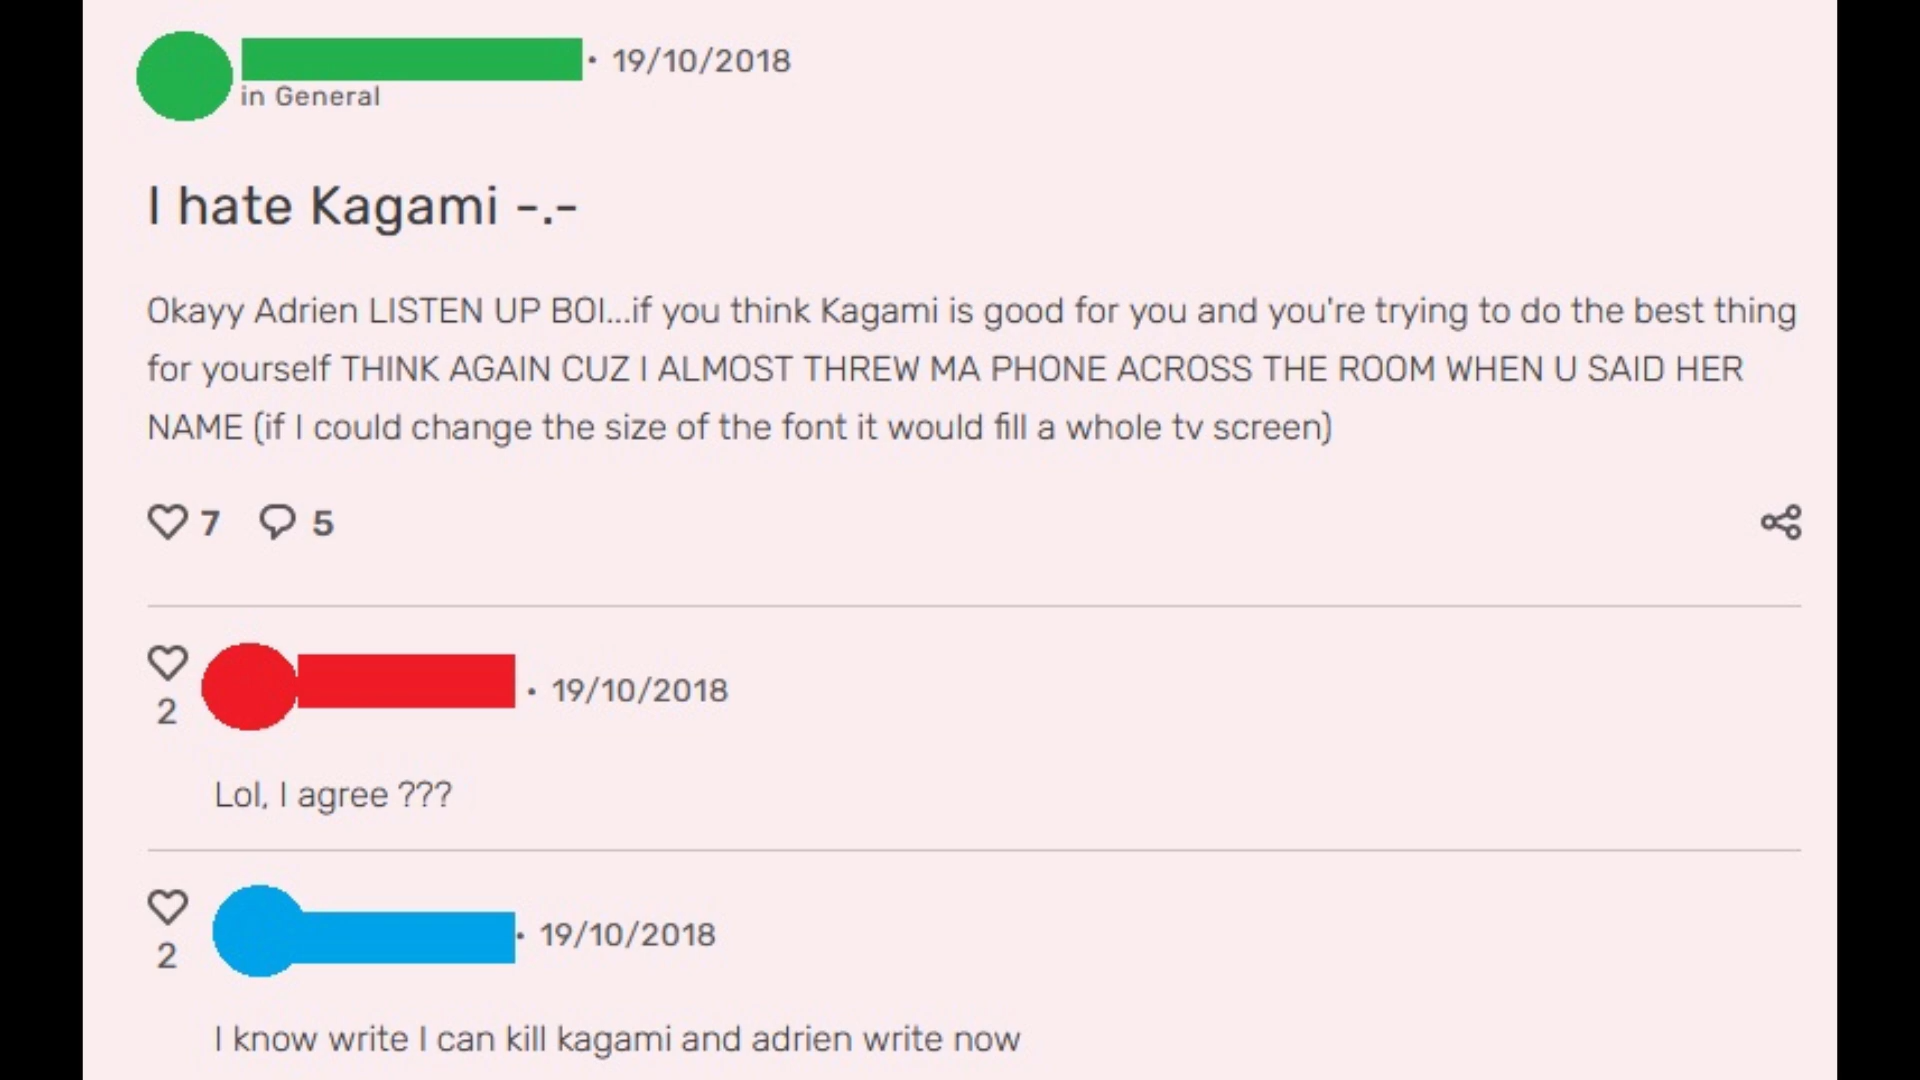 • 19/10/2018
in General
I hate Kagami -.-
Okayy Adrien LISTEN UP BOI...if you think Kagami is good for you and you're trying to do the best thing
for yourself THINK AGAIN CUZ I ALMOST THREW MA PHONE ACROSS THE ROOM WHEN U SAID HER
NAME (if I could change the size of the font it would fill a whole tv screen)
7 5
• 19/10/2018
2
Lol, I agree ???
• 19/10/2018
2
I know write I can kill kagami and adrien write now